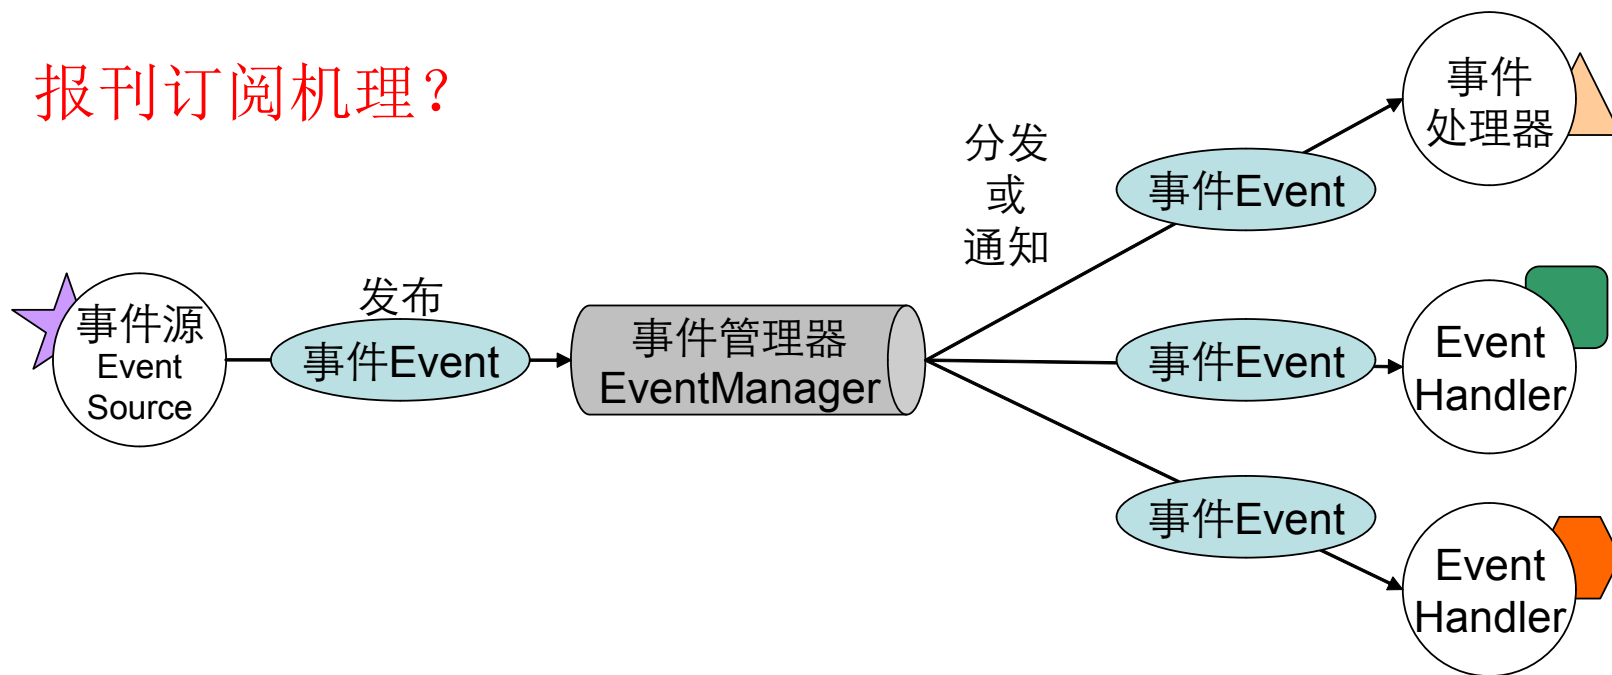 报刊订阅机理？
事件源
Event
Source
发布
事件Event
事件管理器
EventManager
分发
或
通知
事件Event
事件
处理器
事件Event
Event
Handler
事件Event
Event
Handler